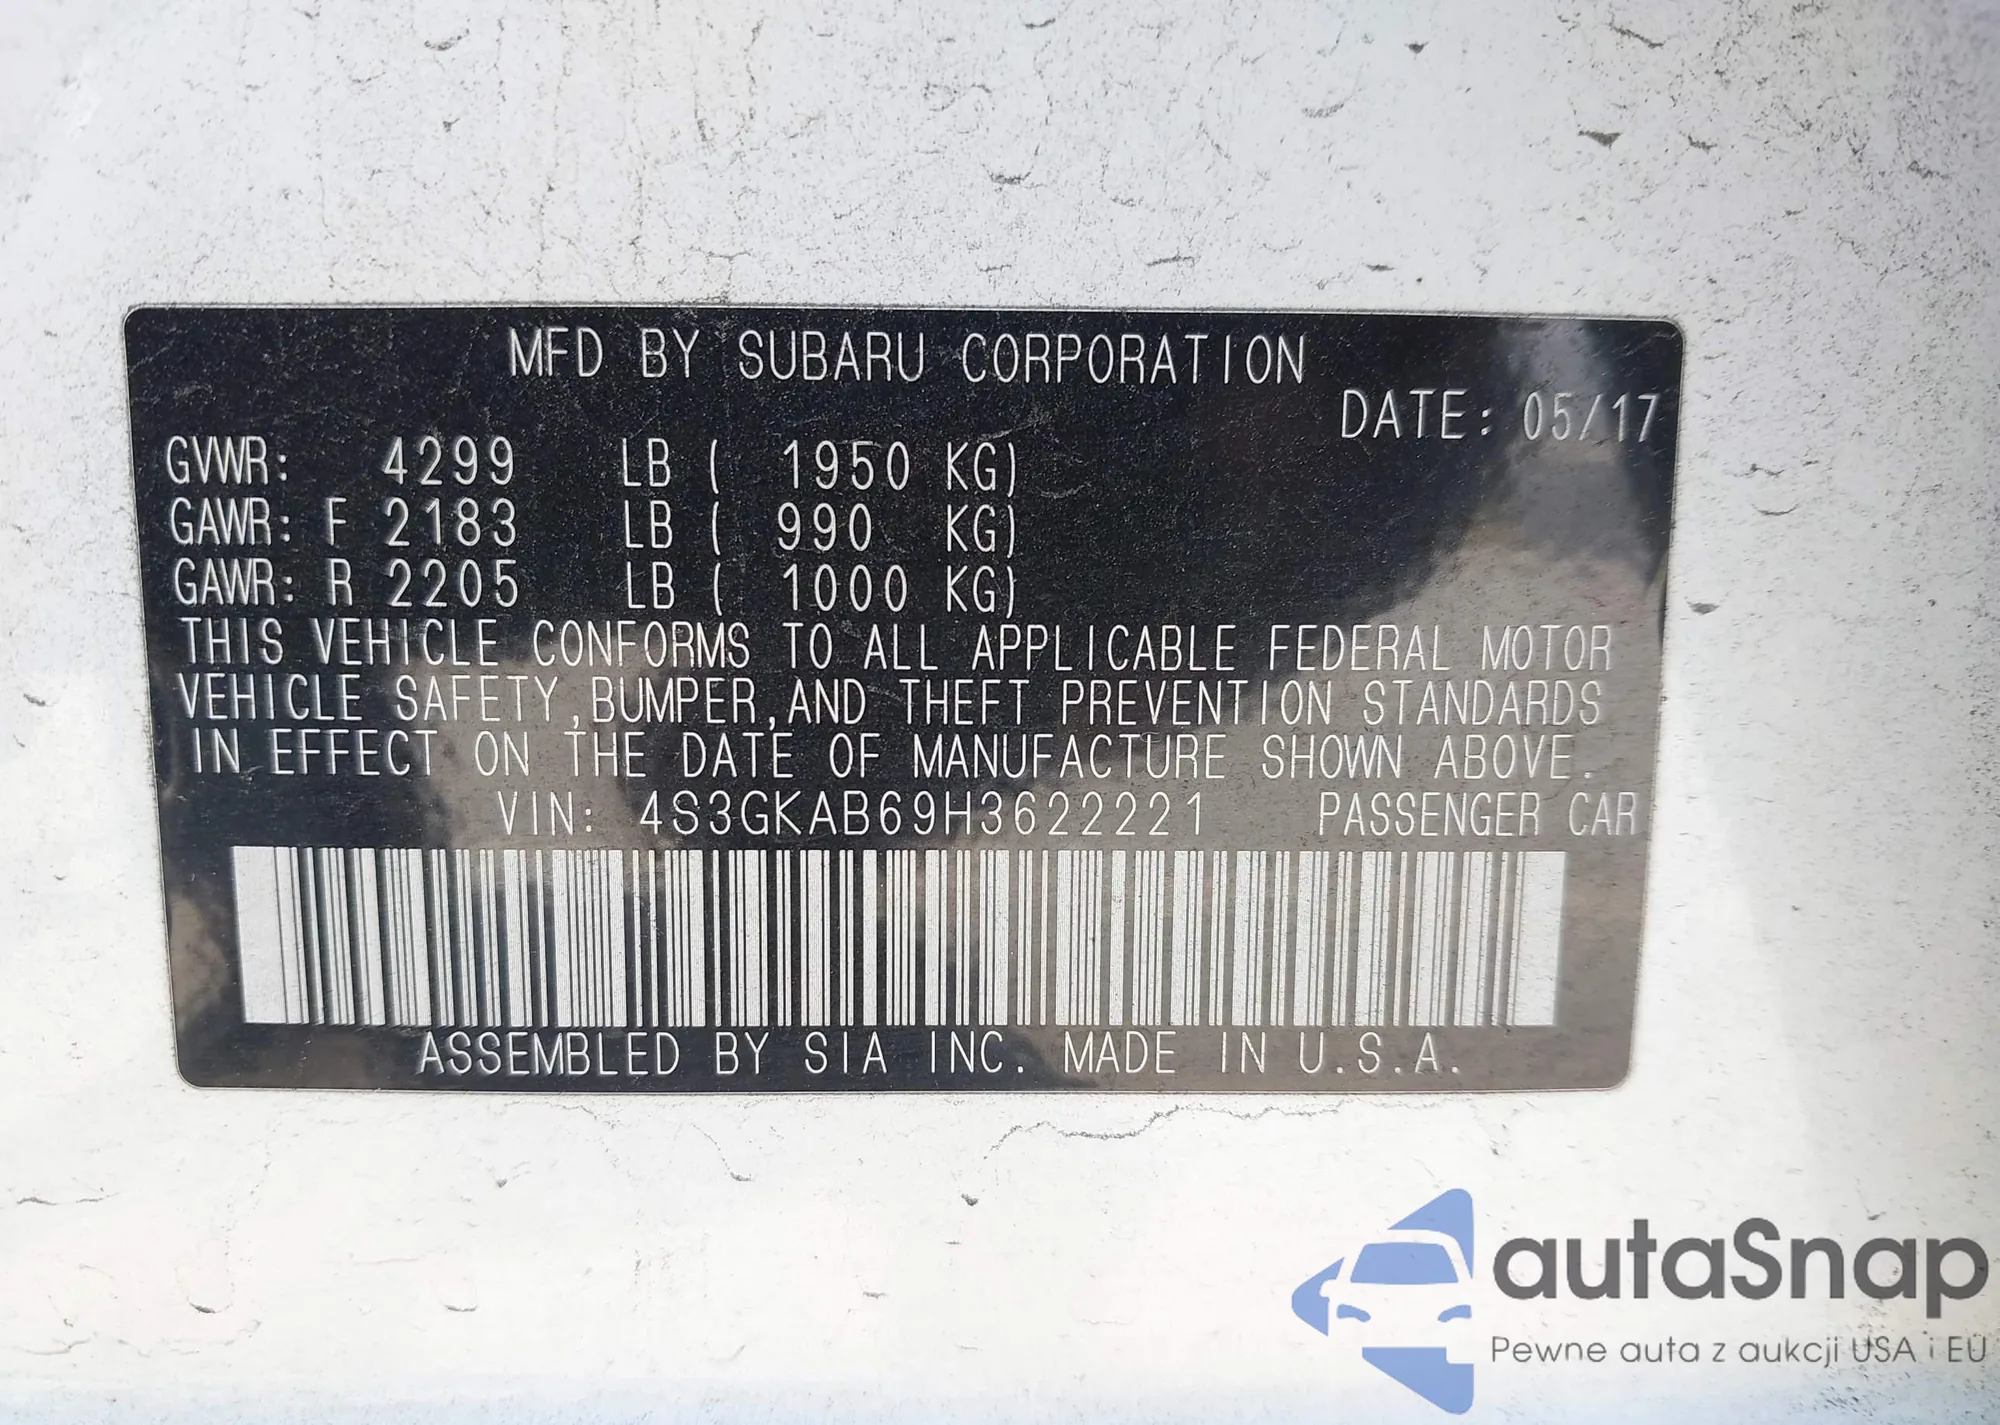 MFD BY SUBARU CORPORATION
DATE: 05/17
GVWR: 4299 LB ( 1950 KG)
GAWR: F 2183 LB ( 990 KG)
GAWR: R 2205 LB ( 1000 KG)
THIS VEHICLE CONFORMS TO ALL APPLICABLE FEDERAL MOTOR
VEHICLE SAFETY,BUMPER,AND THEFT PREVENTION STANDARDS
IN EFFECT ON THE DATE OF MANUFACTURE SHOWN ABOVE.
VIN: 4S3GKAB69H3622221 PASSENGER CAR
ASSEMBLED BY SIA INC. MADE IN U.S.A.
autaSnap
Pewne auta z aukcji USA i EU